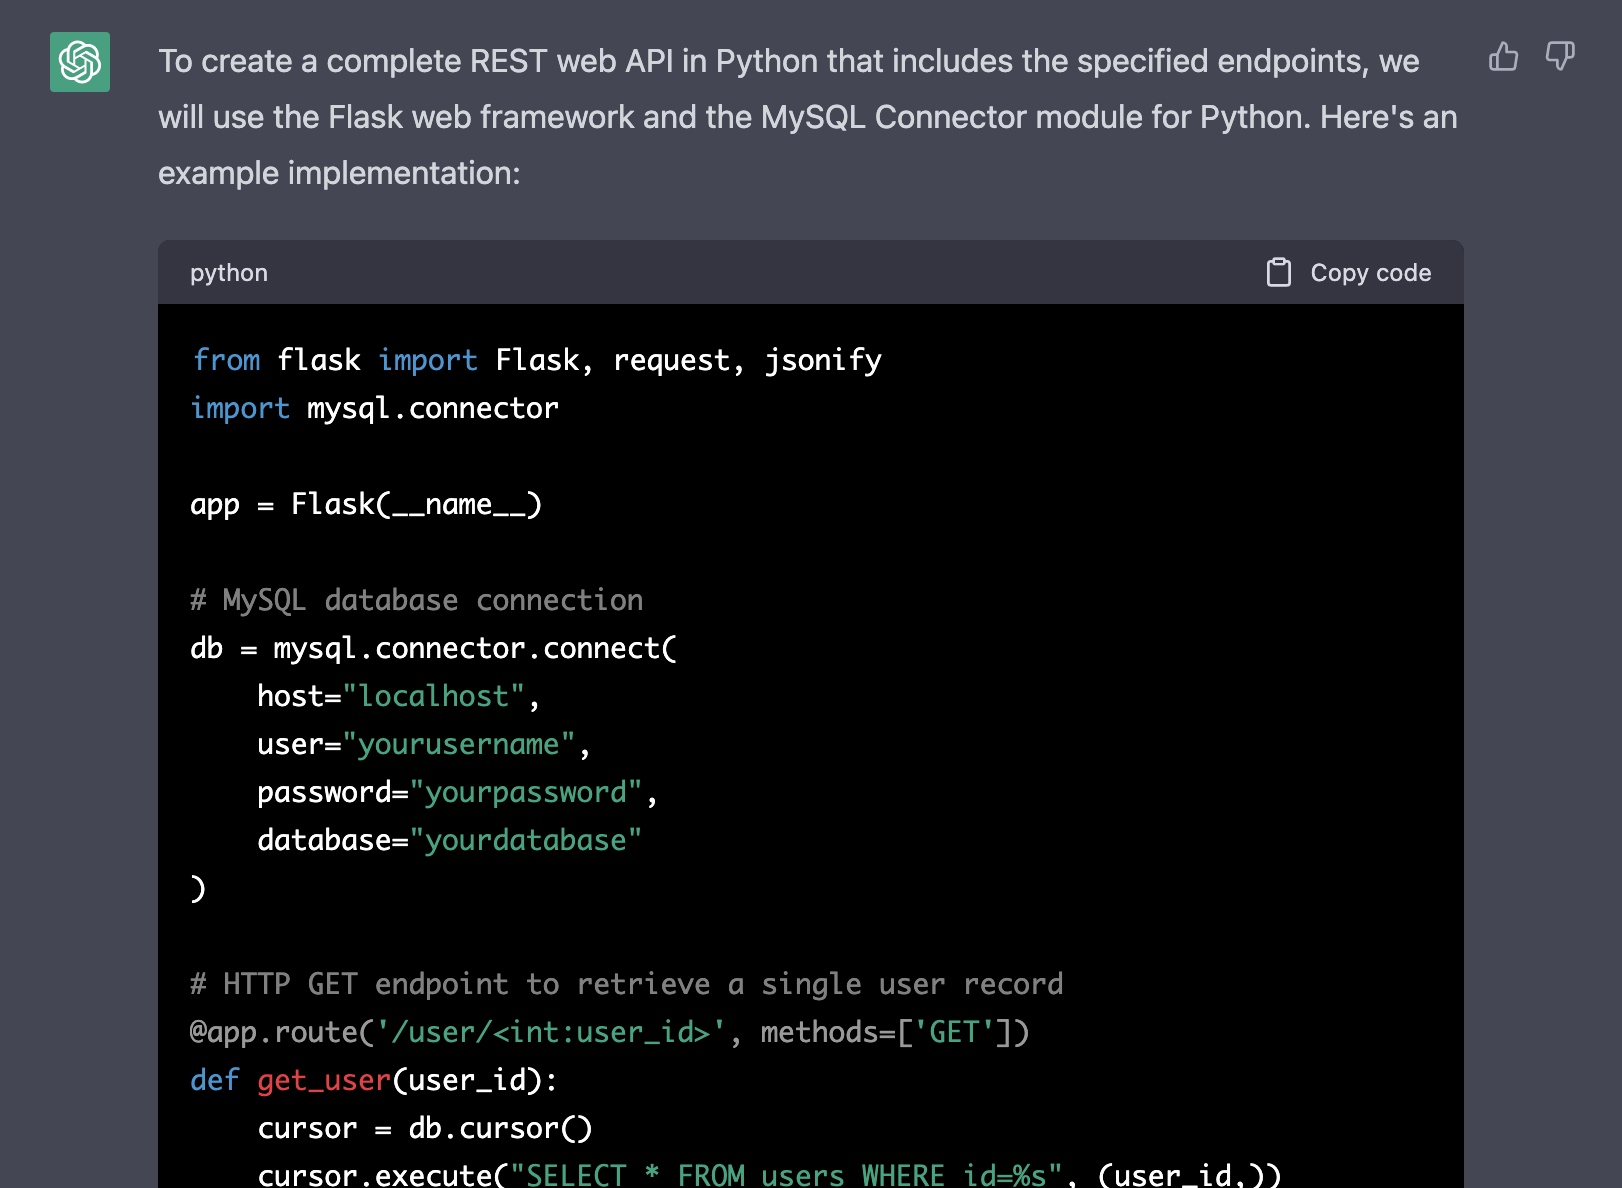 To create a complete REST web API in Python that includes the specified endpoints, we
will use the Flask web framework and the MySQL Connector module for Python. Here's an
example implementation:
python
Copy code
from flask import Flask, request, jsonify
import mysql.connector
app = Flask(__name__)
# MySQL database connection
db = mysql.connector.connect(
    host="localhost",
    user="yourusername",
    password="yourpassword",
    database="yourdatabase"
)
# HTTP GET endpoint to retrieve a single user record
@app.route('/user/<int:user_id>', methods=['GET'])
def get_user(user_id):
    cursor = db.cursor()
    cursor.execute("SELECT * FROM users WHERE id=%s", (user_id,))